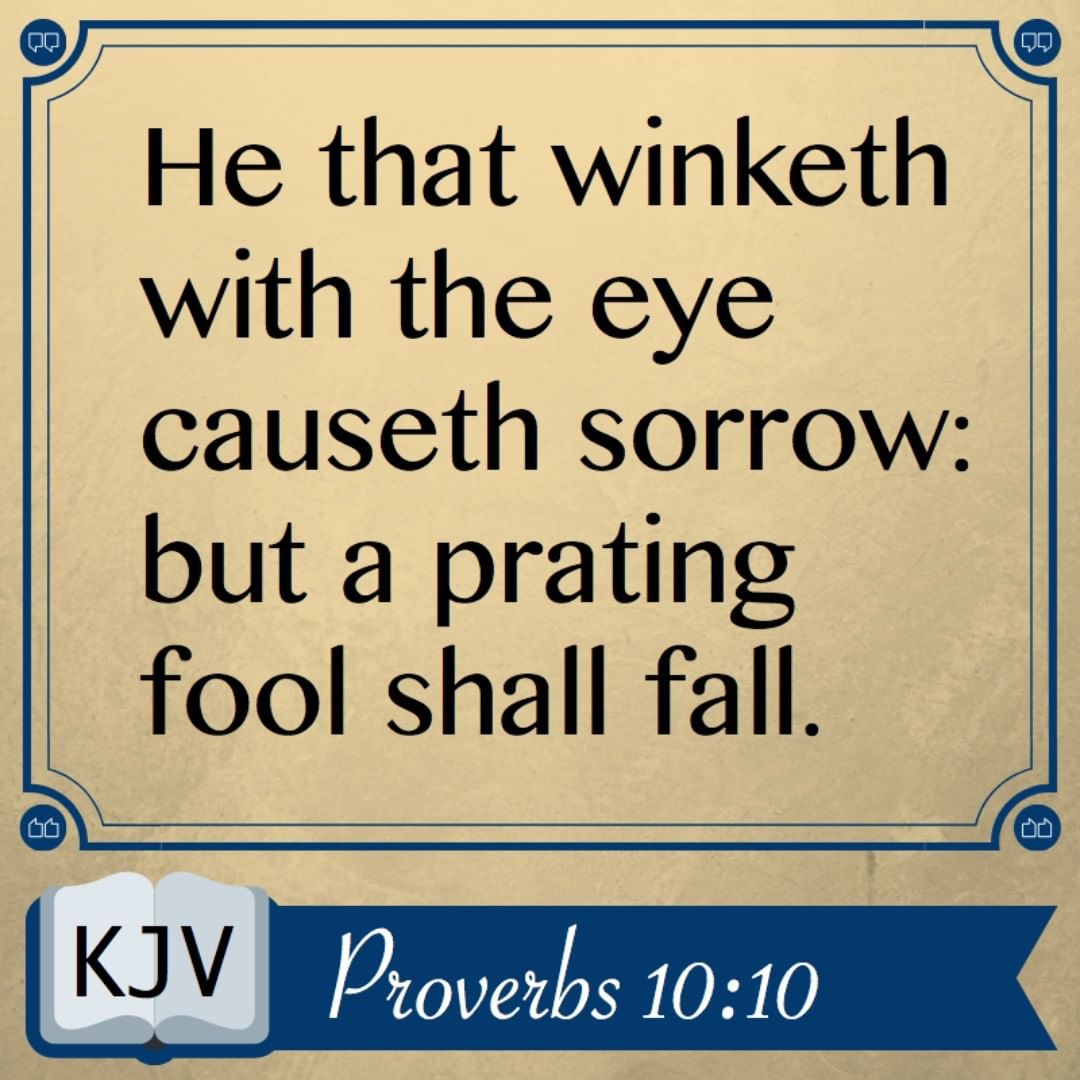 He that winketh
with the eye
causeth sorrow:
but a prating
fool shall fall.
KJV
Proverbs 10:10